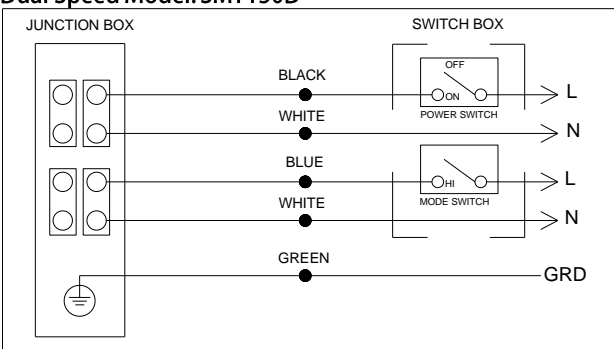 Dual Speed Model: SMT150D
JUNCTION BOX
SWITCH BOX
OFF
BLACK
ON
L
POWER SWITCH
WHITE
N
BLUE
HI
L
MODE SWITCH
WHITE
N
GREEN
GRD